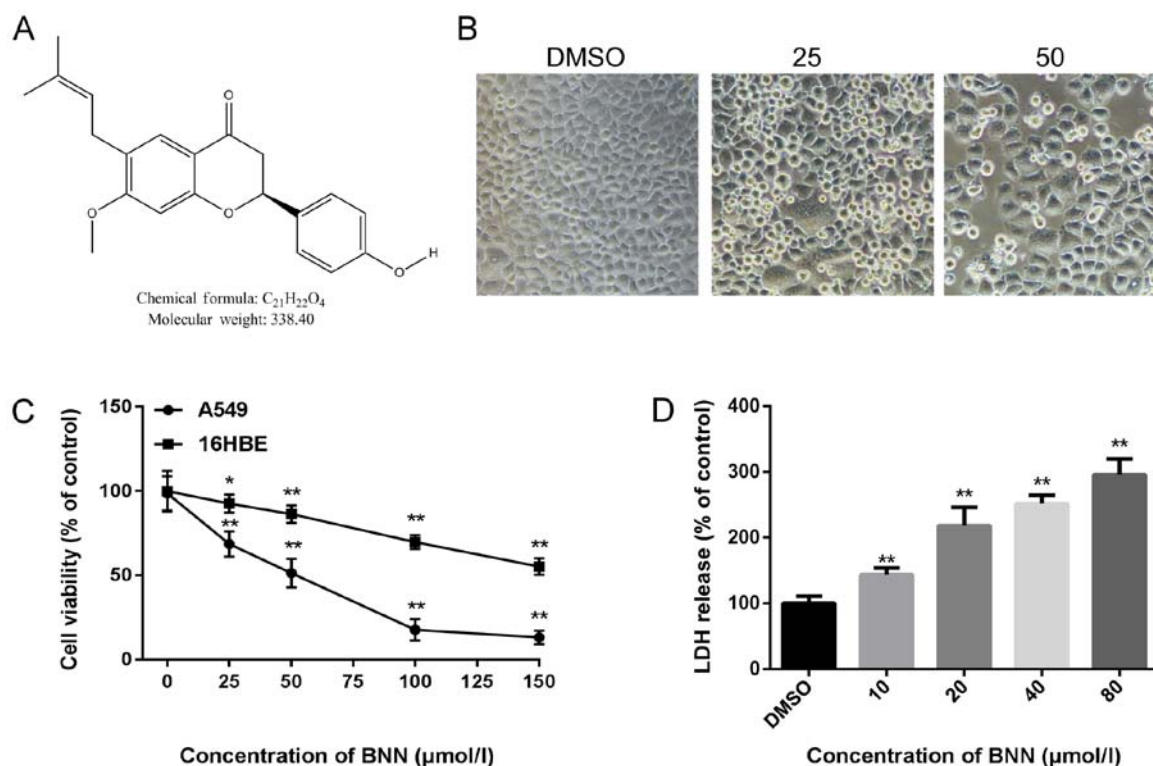 A
O
O
O
O
H
Chemical formula: C₂₁H₂₂O₄
Molecular weight: 338.40
B
DMSO
25
50
C
A549
16HBE
Cell viability (% of control)
150
100
50
0
*
**
**
**
**
**
**
**
0
25
50
75
100
125
150
Concentration of BNN (μmol/l)
D
LDH release (% of control)
400
300
200
100
0
**
**
**
**
DMSO
10
20
40
80
Concentration of BNN (μmol/l)